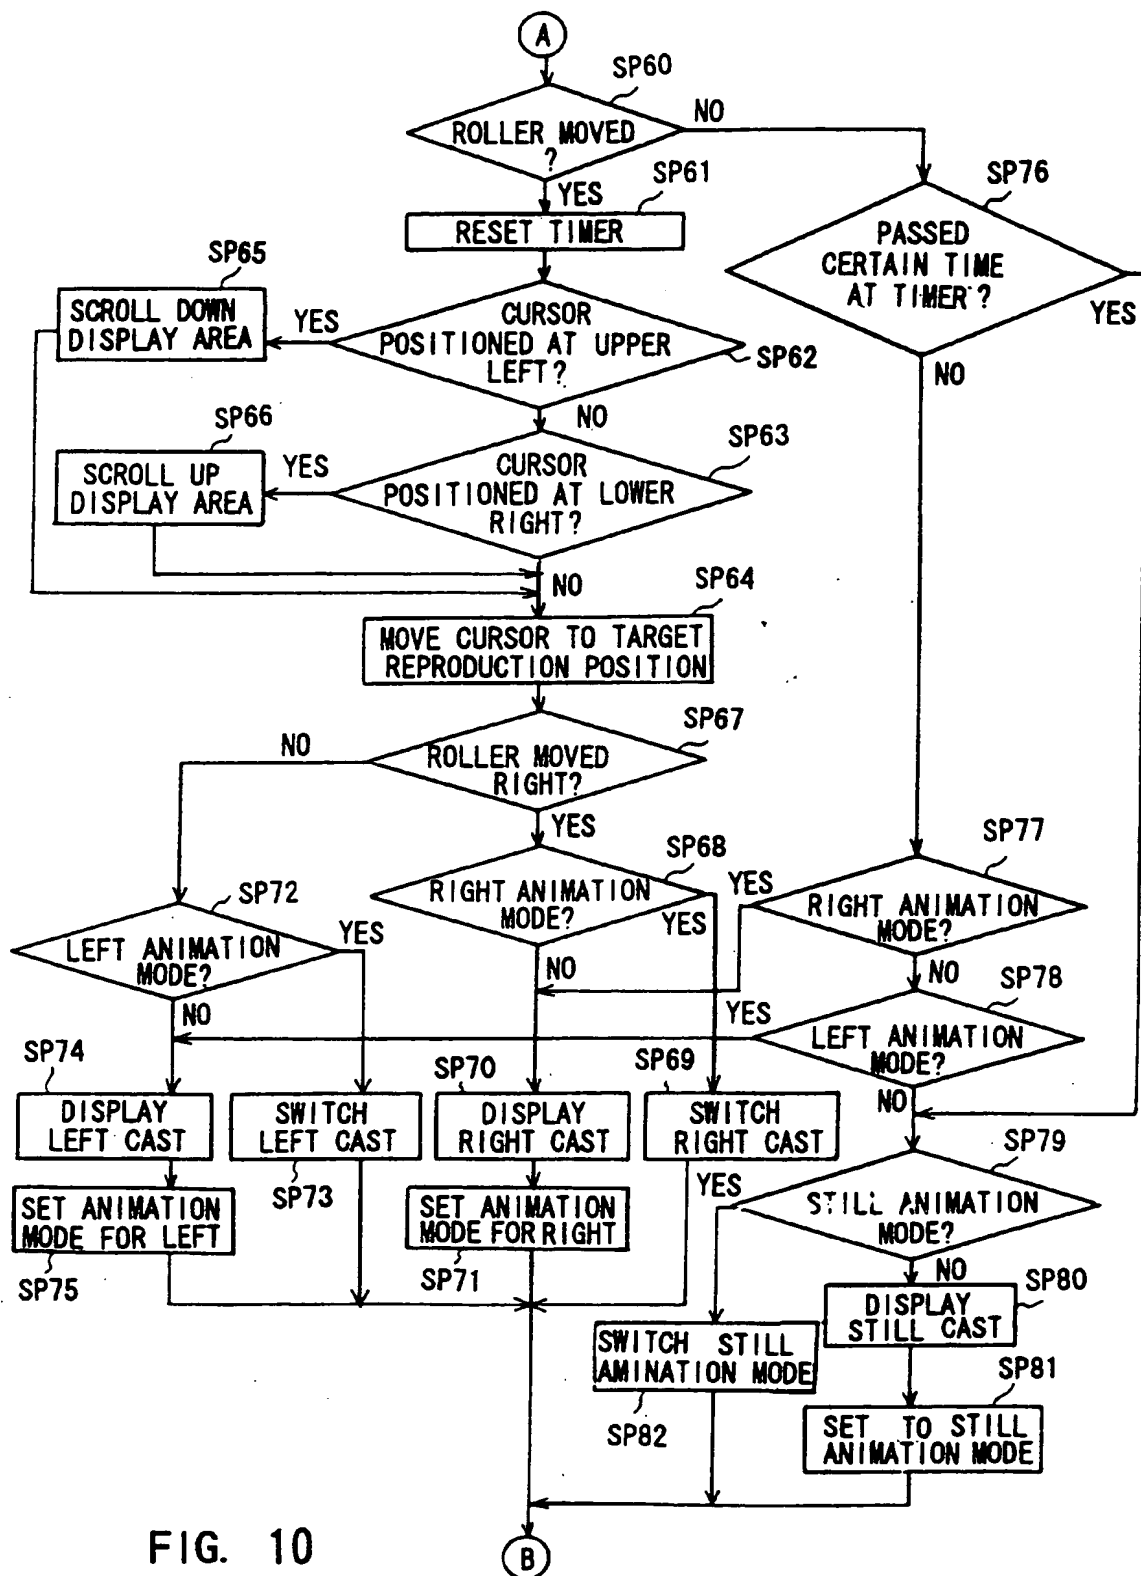 A
SP60
ROLLER MOVED
?
NO
YES
SP61
RESET TIMER
SP76
PASSED
CERTAIN TIME
AT TIMER?
YES
NO
SP65
SCROLL DOWN
DISPLAY AREA
YES
CURSOR
POSITIONED AT UPPER
LEFT?
SP62
NO
SP66
SCROLL UP
DISPLAY AREA
YES
SP63
CURSOR
POSITIONED AT LOWER
RIGHT?
NO
SP64
MOVE CURSOR TO TARGET
REPRODUCTION POSITION
SP67
ROLLER MOVED
RIGHT?
NO
YES
SP68
RIGHT ANIMATION
MODE?
YES
NO
SP77
RIGHT ANIMATION
MODE?
YES
NO
SP72
LEFT ANIMATION
MODE?
YES
NO
SP78
LEFT ANIMATION
MODE?
YES
NO
SP74
DISPLAY
LEFT CAST
SWITCH
LEFT CAST
SP73
SP70
DISPLAY
RIGHT CAST
SP69
SWITCH
RIGHT CAST
SP79
STILL ANIMATION
MODE?
YES
NO
SET ANIMATION
MODE FOR LEFT
SP75
SET ANIMATION
MODE FOR RIGHT
SP71
SP80
DISPLAY
STILL CAST
SWITCH STILL
AMINATION MODE
SP82
SP81
SET TO STILL
ANIMATION MODE
B
FIG. 10